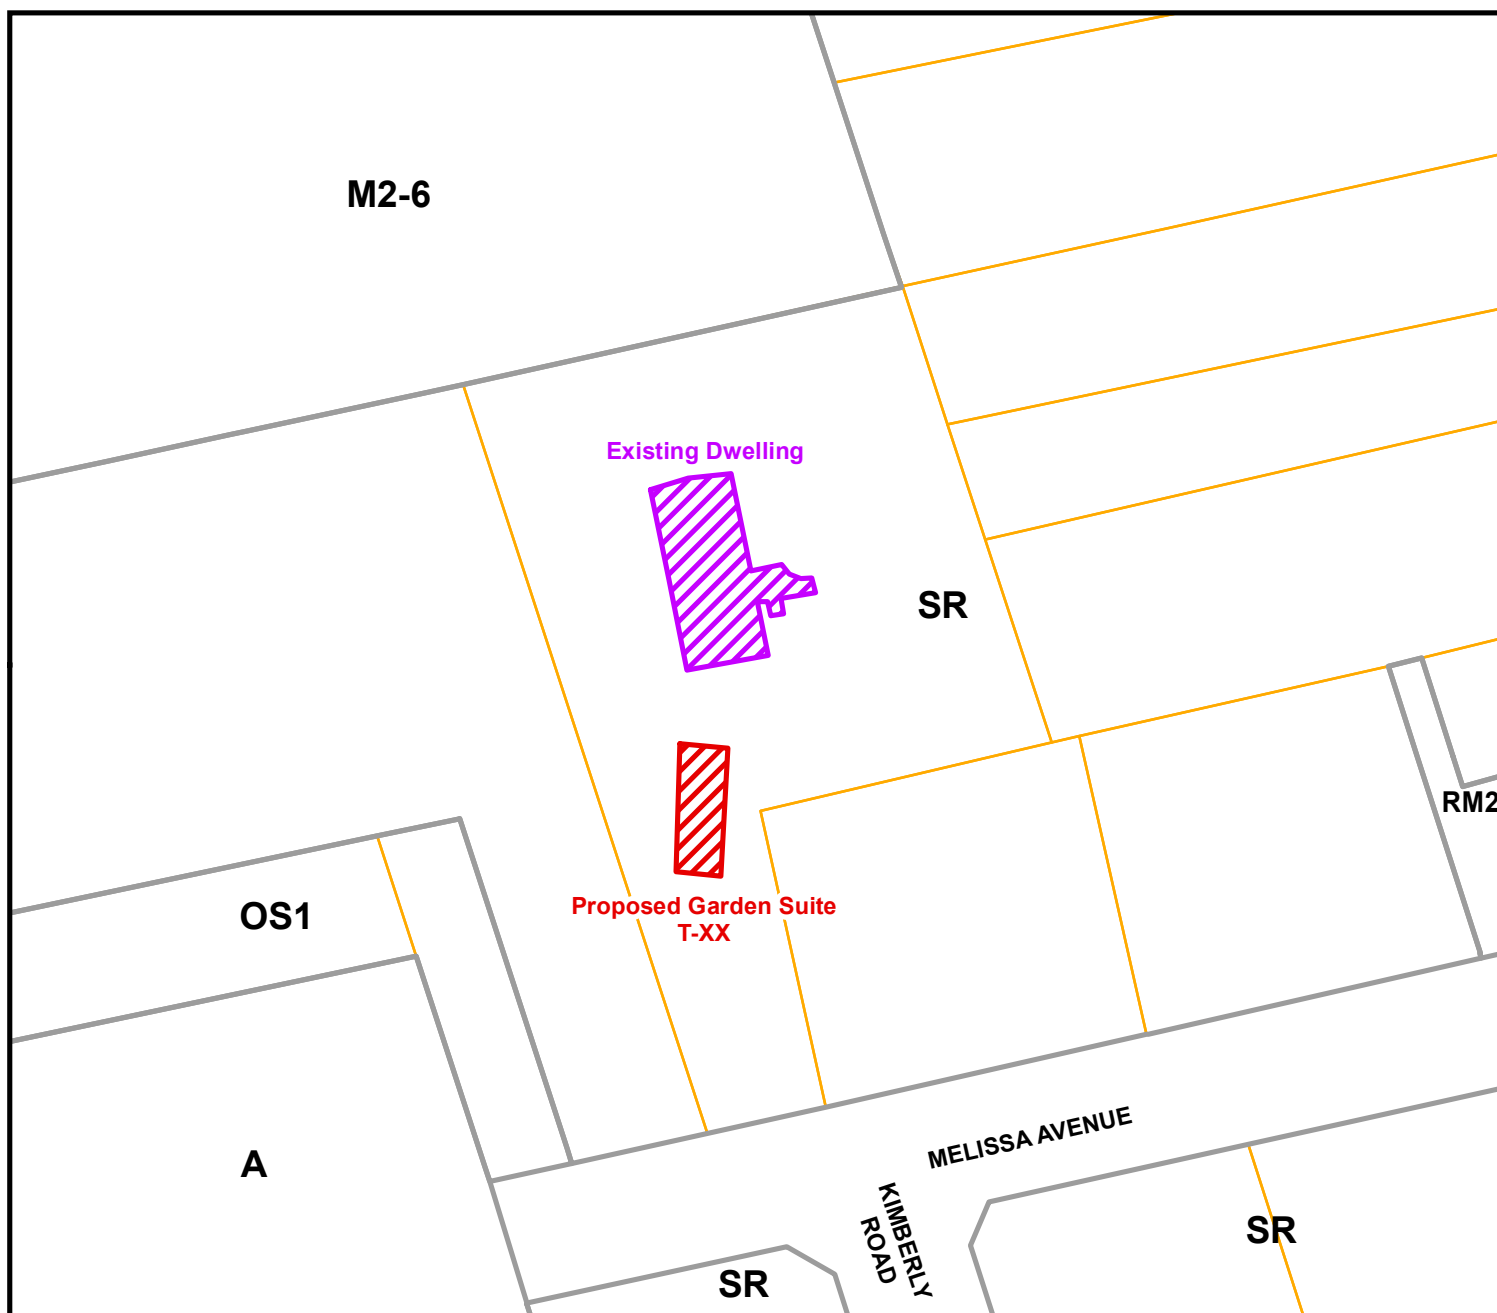 M2-6
Existing Dwelling
SR
RM2
Proposed Garden Suite
T-XX
OS1
MELISSA AVENUE
A
KIMBERLY
ROAD
SR
SR